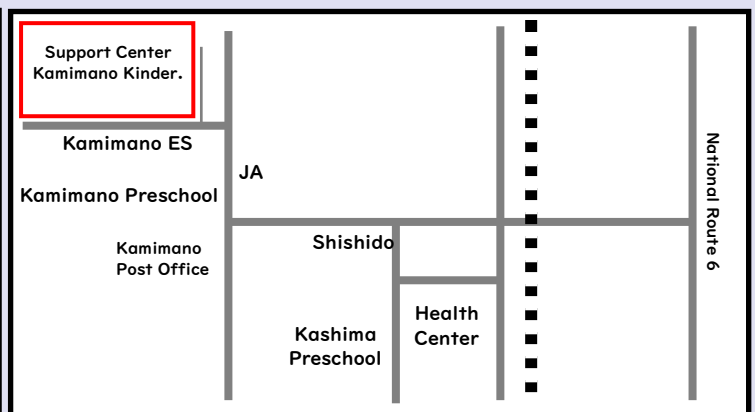 Support Center
Kamimano Kinder.
Kamimano ES
JA
Kamimano Preschool
National Route 6
Shishido
Kamimano
Post Office
Health
Center
Kashima
Preschool